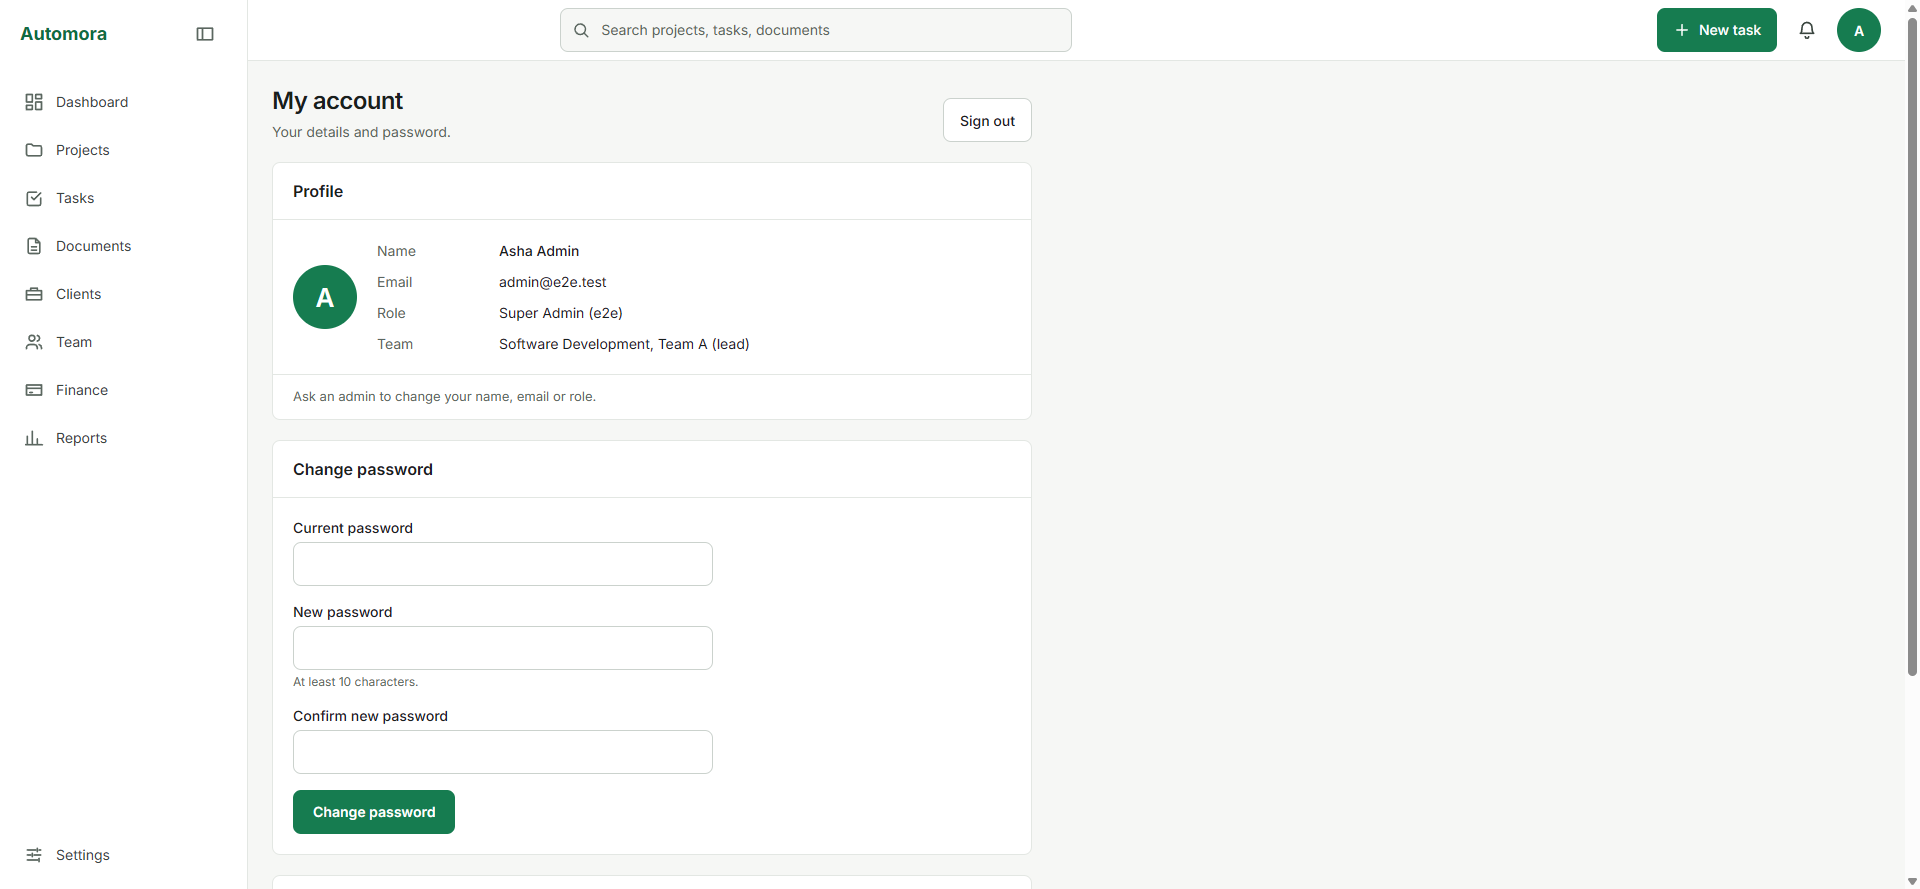 Automora
Search projects, tasks, documents
New task
A
Dashboard
Projects
Tasks
Documents
Clients
Team
Finance
Reports
Settings
My account
Your details and password.
Sign out
Profile
A
Name Asha Admin
Email admin@e2e.test
Role Super Admin (e2e)
Team Software Development, Team A (lead)
Ask an admin to change your name, email or role.
Change password
Current password
New password
At least 10 characters.
Confirm new password
Change password